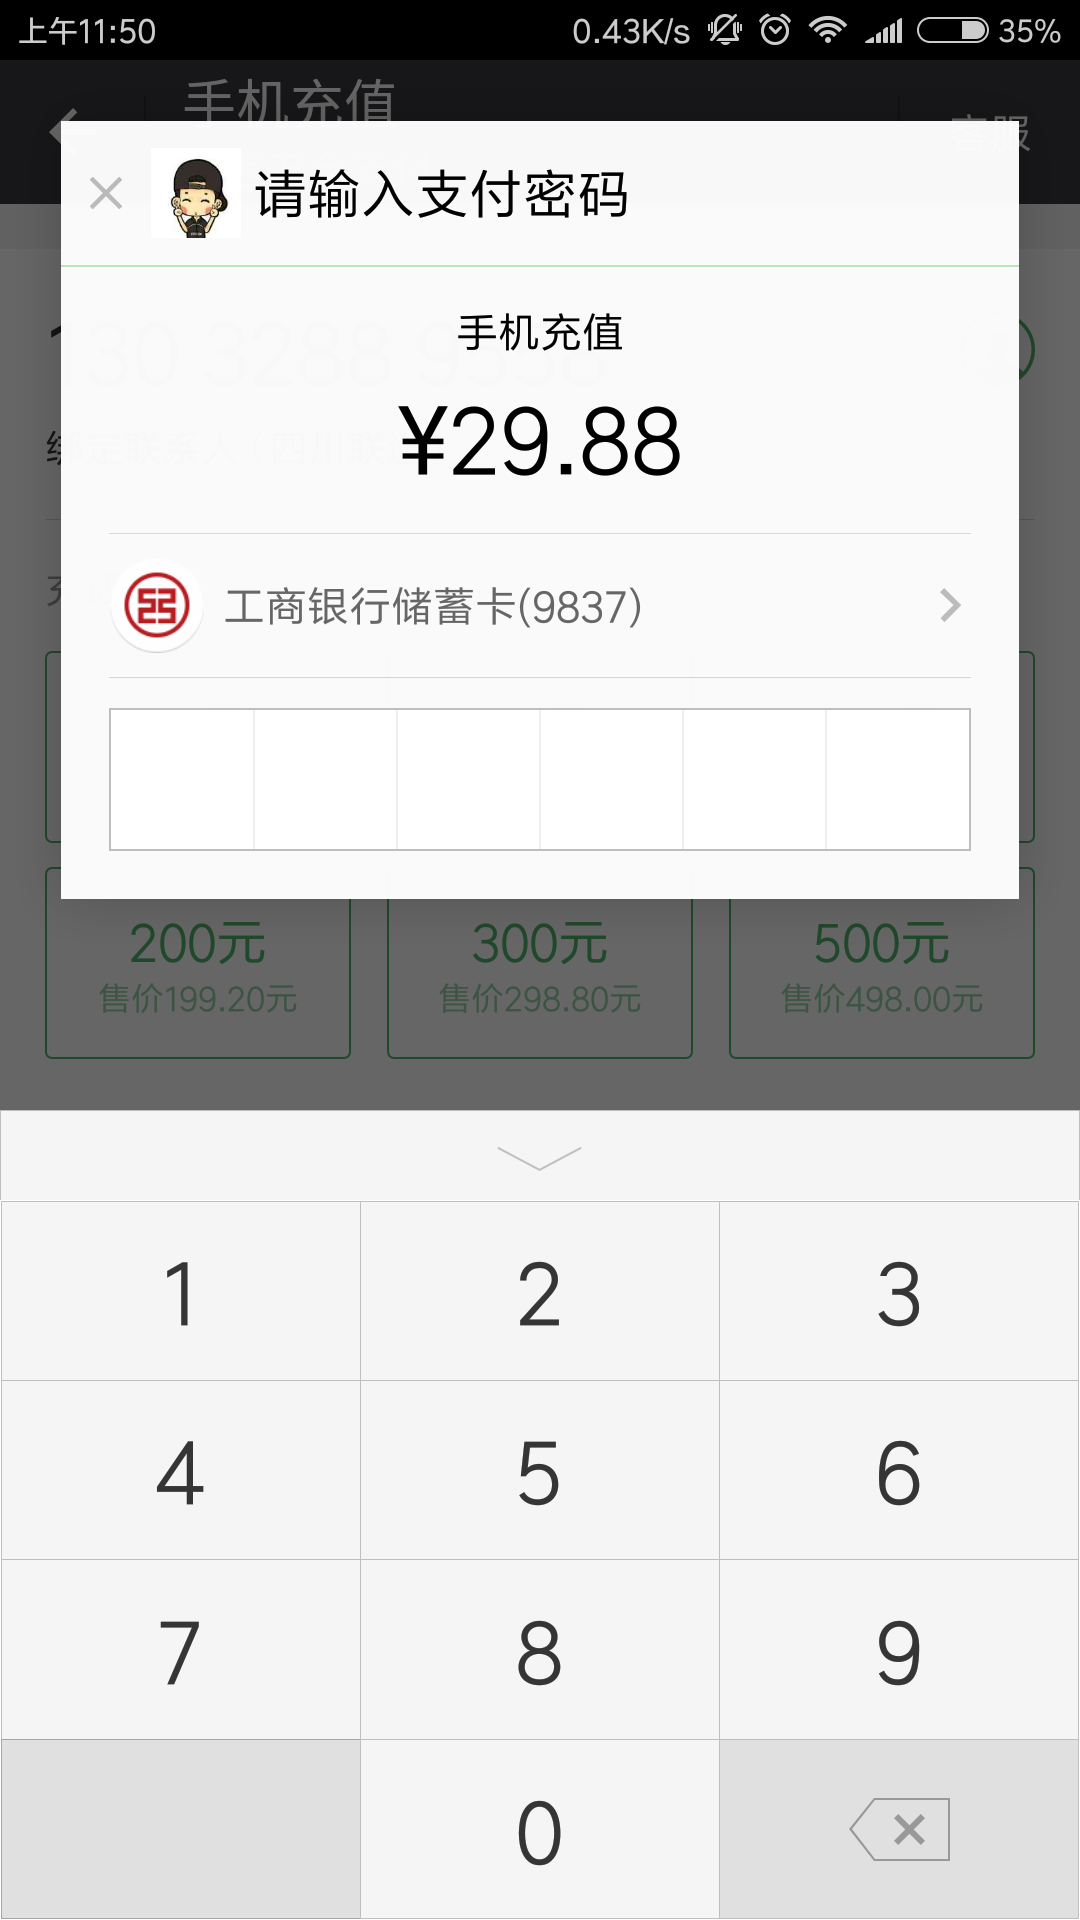 上午11:50 0.43K/s 35%
手机充值
客服
请输入支付密码
手机充值
¥29.88
工商银行储蓄卡(9837)
200元 300元 500元
售价199.20元 售价298.80元 售价498.00元
1 2 3
4 5 6
7 8 9
0